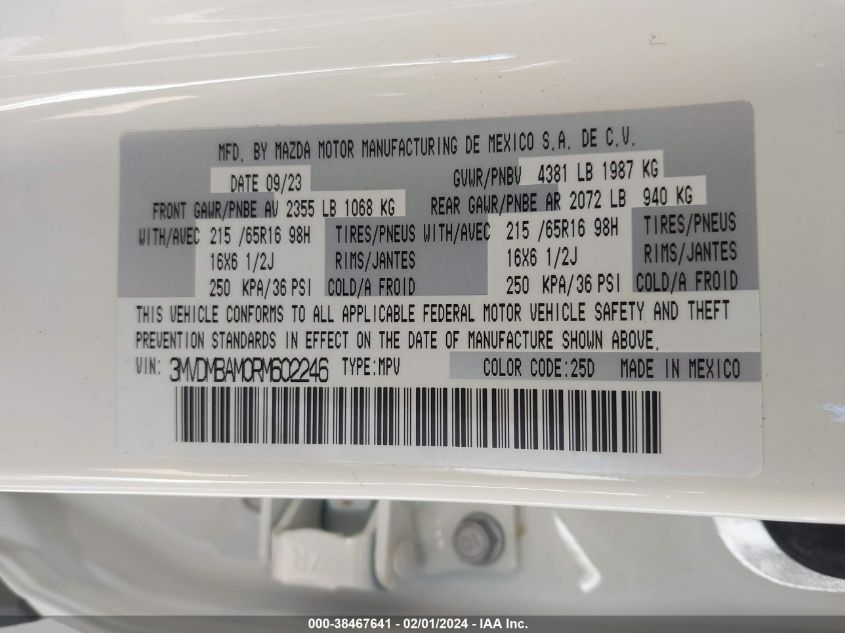 MFD. BY MAZDA MOTOR MANUFACTURING DE MEXICO S.A. DE C.V.
DATE 09/23 GVWR/PNBV 4381 LB 1987 KG
FRONT GAWR/PNBE AV 2355 LB 1068 KG REAR GAWR/PNBE AR 2072 LB 940 KG
WITH/AVEC 215 /65R16 98H TIRES/PNEUS WITH/AVEC 215 /65R16 98H TIRES/PNEUS
16X6 1/2J RIMS/JANTES 16X6 1/2J RIMS/JANTES
250 KPA/36 PSI COLD/A FROID 250 KPA/36 PSI COLD/A FROID
THIS VEHICLE CONFORMS TO ALL APPLICABLE FEDERAL MOTOR VEHICLE SAFETY AND THEFT
PREVENTION STANDARDS IN EFFECT ON THE DATE OF MANUFACTURE SHOWN ABOVE.
VIN: 3MVDMBAM0RM602246 TYPE:MPV COLOR CODE:25D MADE IN MEXICO
000-38467641 - 02/01/2024 - IAA Inc.